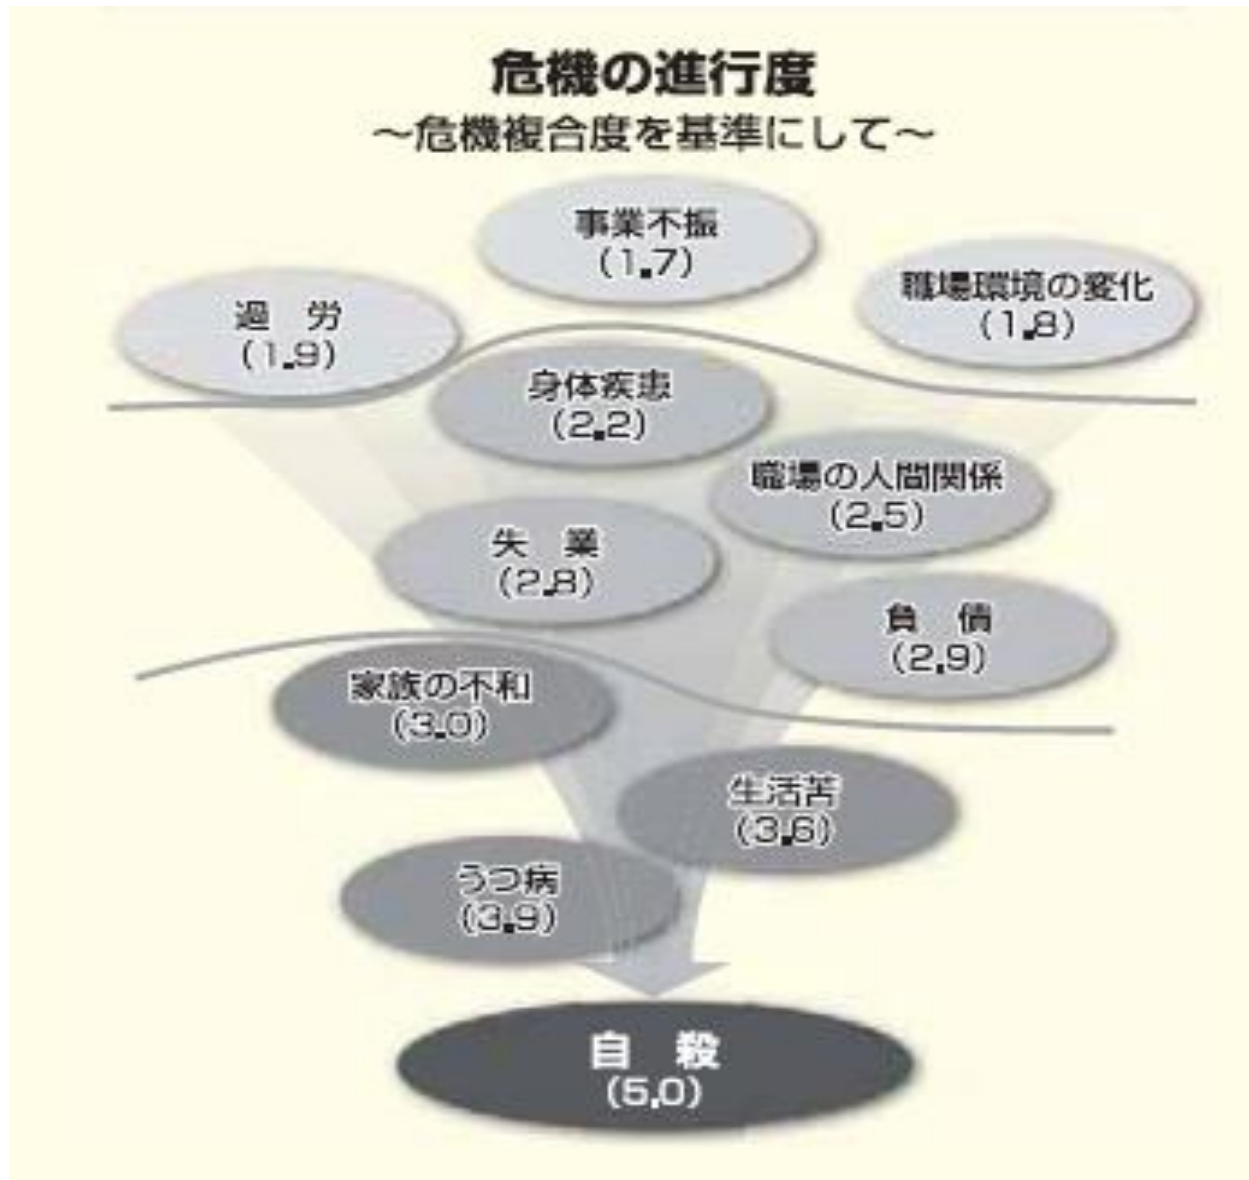 危機の進行度
～危機複合度を基準にして～
事業不振
(1.7)
職場環境の変化
(1.8)
過 労
(1.9)
身体疾患
(2.2)
職場の人間関係
(2.5)
失 業
(2.8)
負 債
(2.9)
家族の不和
(3.0)
生活苦
(3.6)
うつ病
(3.9)
自 殺
(5.0)